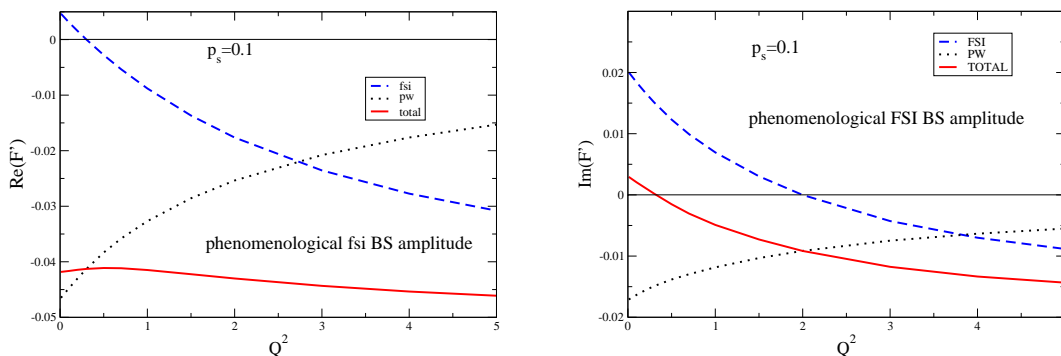 0
-0.01
-0.02
-0.03
-0.04
-0.05
Re(F')
p_s=0.1
fsi
pw
total
phenomenological fsi BS amplitude
0 1 2 3 4 5
Q^2
0.02
0.01
0
-0.01
-0.02
Im(F')
p_s=0.1
FSI
PW
TOTAL
phenomenological FSI BS amplitude
0 1 2 3 4
Q^2